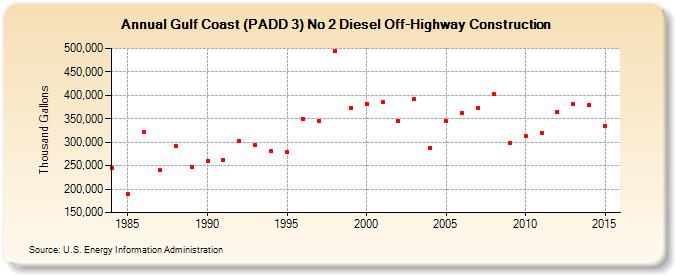 Annual Gulf Coast (PADD 3) No 2 Diesel Off-Highway Construction
Thousand Gallons
500,000
450,000
400,000
350,000
300,000
250,000
200,000
150,000
1985 1990 1995 2000 2005 2010 2015
Source: U.S. Energy Information Administration